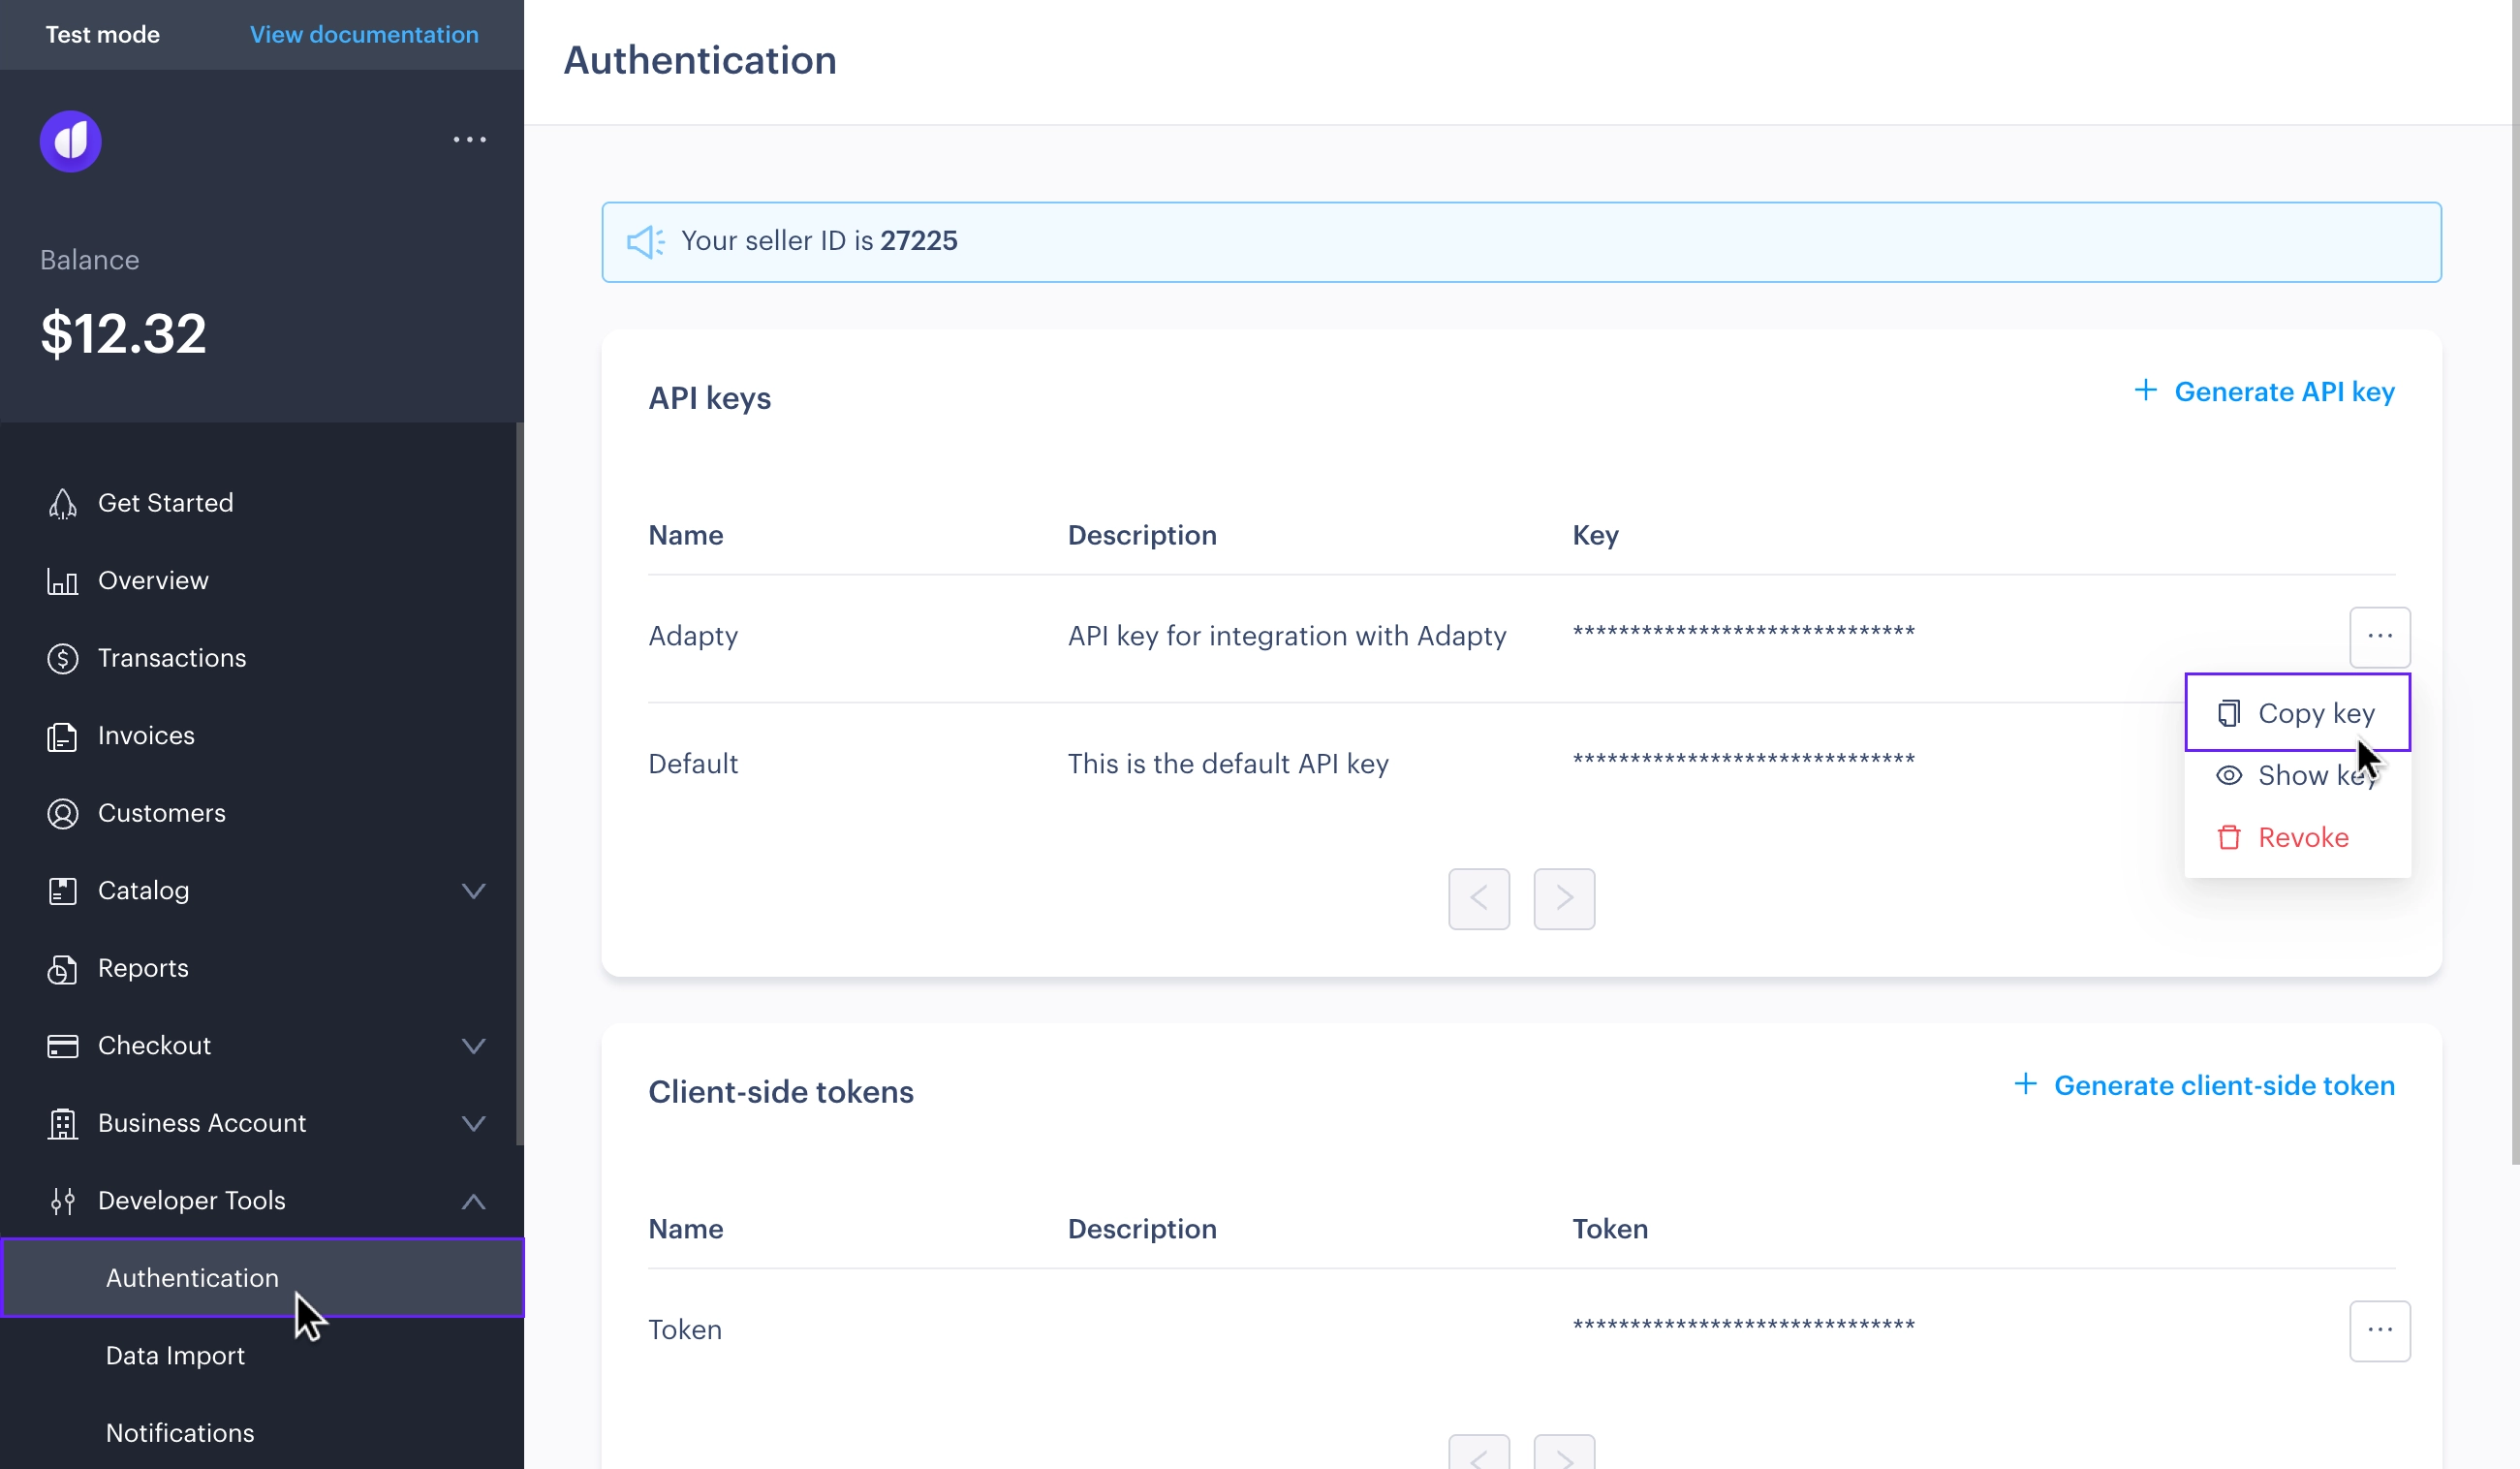 Test mode
View documentation
Balance
$12.32
Get Started
Overview
Transactions
Invoices
Customers
Catalog
Reports
Checkout
Business Account
Developer Tools
Authentication
Data Import
Notifications
Authentication
Your seller ID is 27225
API keys
+ Generate API key
Name Description Key
Adapty API key for integration with Adapty ******************************
Default This is the default API key ******************************
Copy key
Show key
Revoke
Client-side tokens
+ Generate client-side token
Name Description Token
Token ******************************